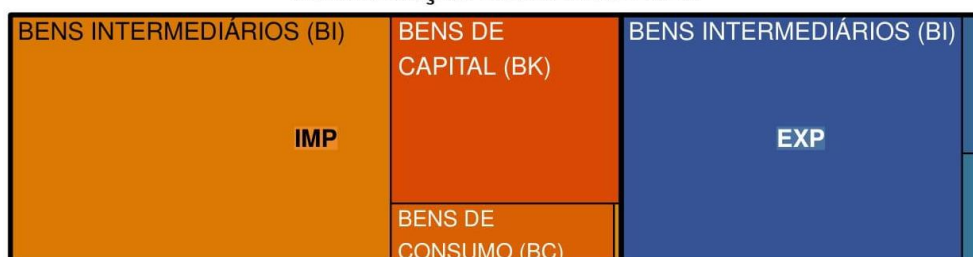 BENS INTERMEDIÁRIOS (BI)
IMP
BENS DE
CAPITAL (BK)
BENS DE
CONSUMO (BC)
BENS INTERMEDIÁRIOS (BI)
EXP